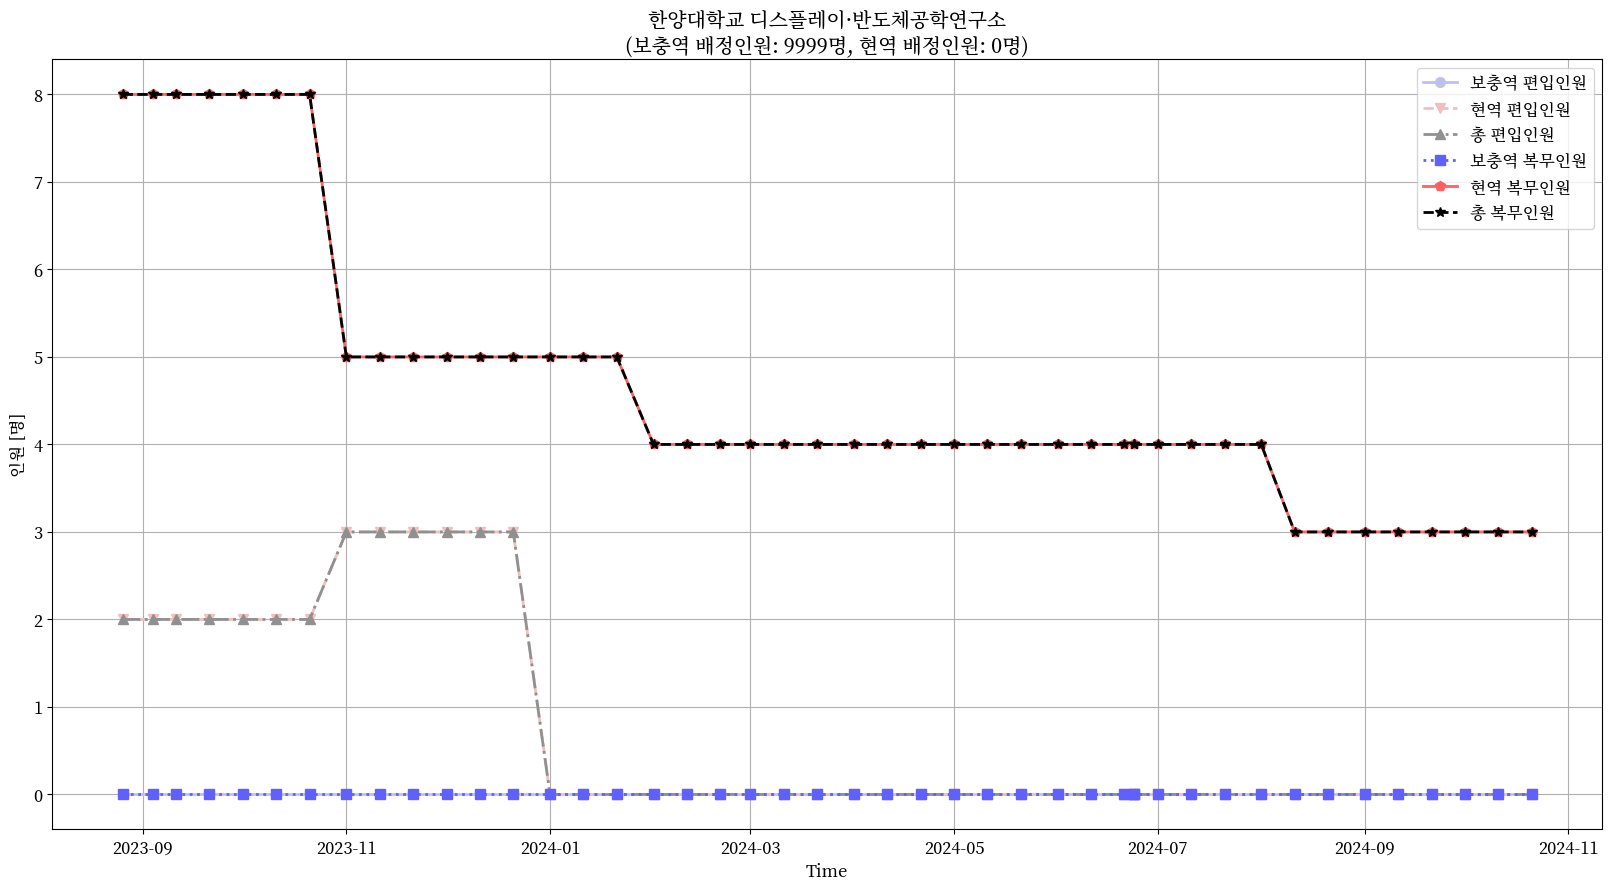 한양대학교 디스플레이·반도체공학연구소
(보충역 배정인원: 9999명, 현역 배정인원: 0명)
보충역 편입인원
현역 편입인원
총 편입인원
보충역 복무인원
현역 복무인원
총 복무인원
인원 [명]
8
7
6
5
4
3
2
1
0
2023-09
2023-11
2024-01
2024-03
2024-05
2024-07
2024-09
2024-11
Time